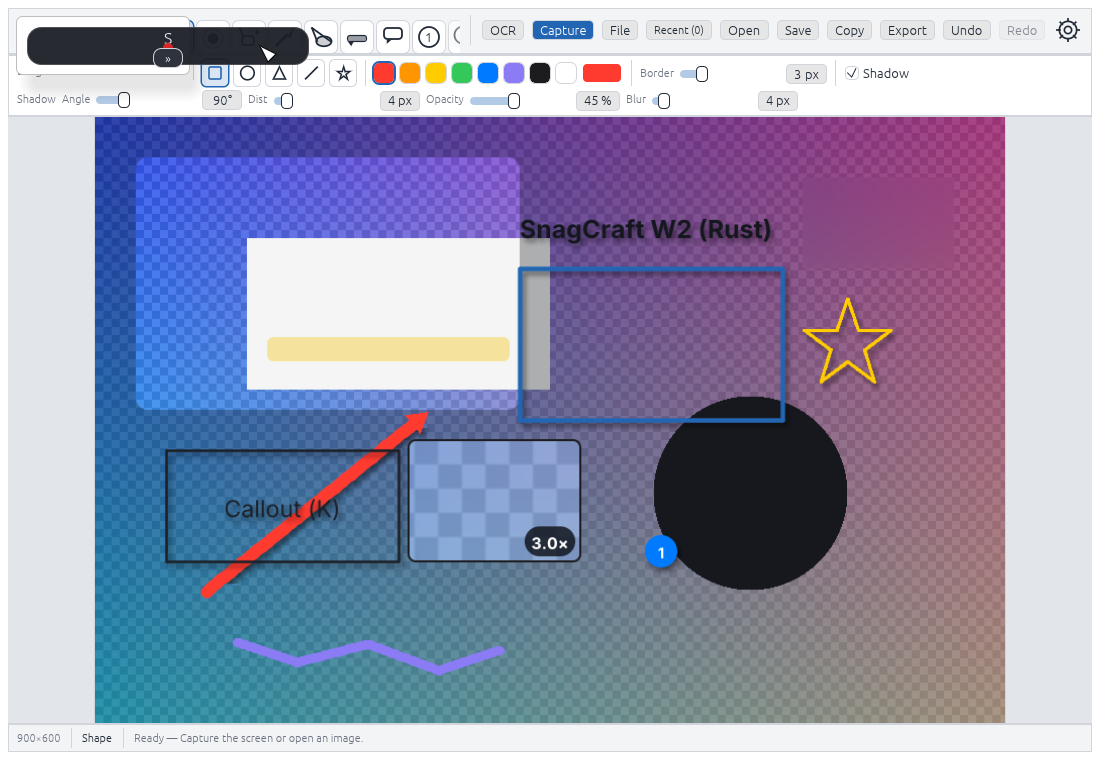 S
»
1
OCR Capture File Recent (0) Open Save Copy Export Undo Redo
Border 3 px Shadow
Shadow Angle 90° Dist 4 px Opacity 45 % Blur 4 px
SnagCraft W2 (Rust)
Callout (K)
3.0×
1
900×600 Shape Ready — Capture the screen or open an image.